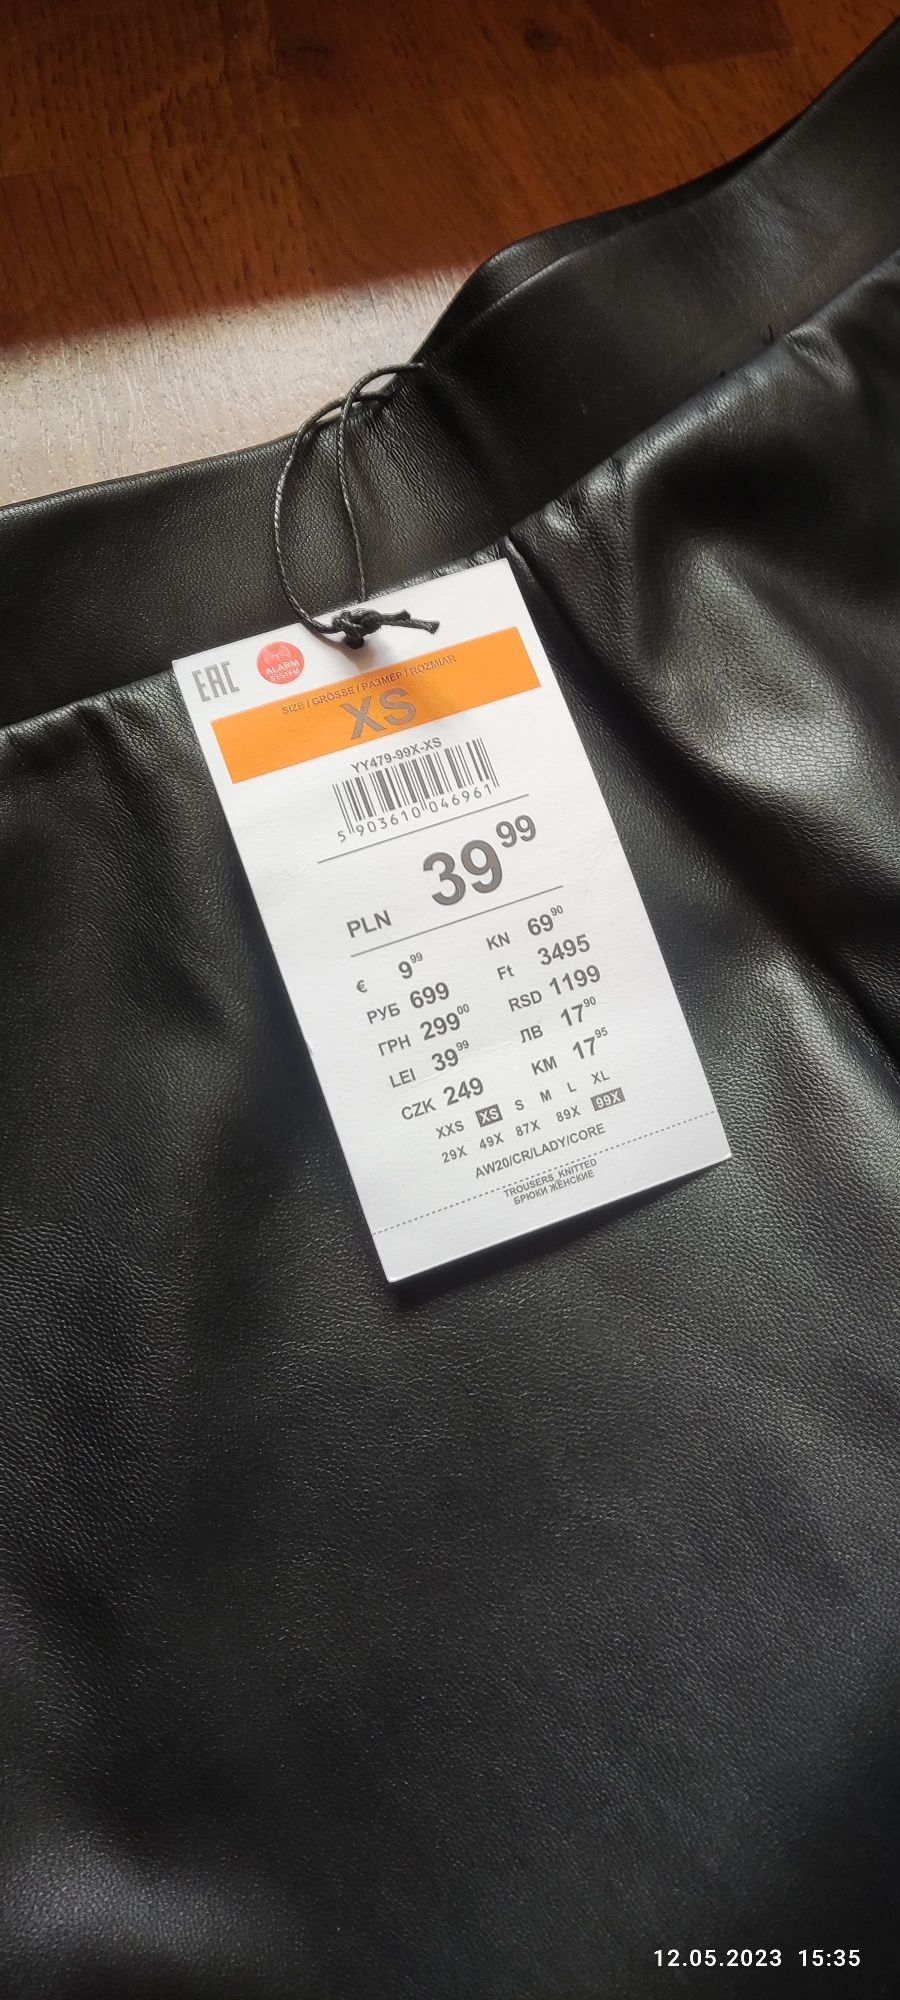 EAC
ALARM
SYSTEM
SIZE / GRÖSSE / РАЗМЕР / ROZMIAR
XS
YY479-99X-XS
5 903610 046961
PLN 39 99
€ 9 99
KN 69 90
РУБ 699
Ft 3495
ГРН 299 00
RSD 1199
LEI 39 99
ЛВ 17 90
CZK 249
KM 17 95
XXS XS S M L XL
29X 49X 87X 89X 99X
AW20/CR/LADY/CORE
TROUSERS_KNITTED
БРЮКИ ЖЕНСКИЕ
12.05.2023 15:35